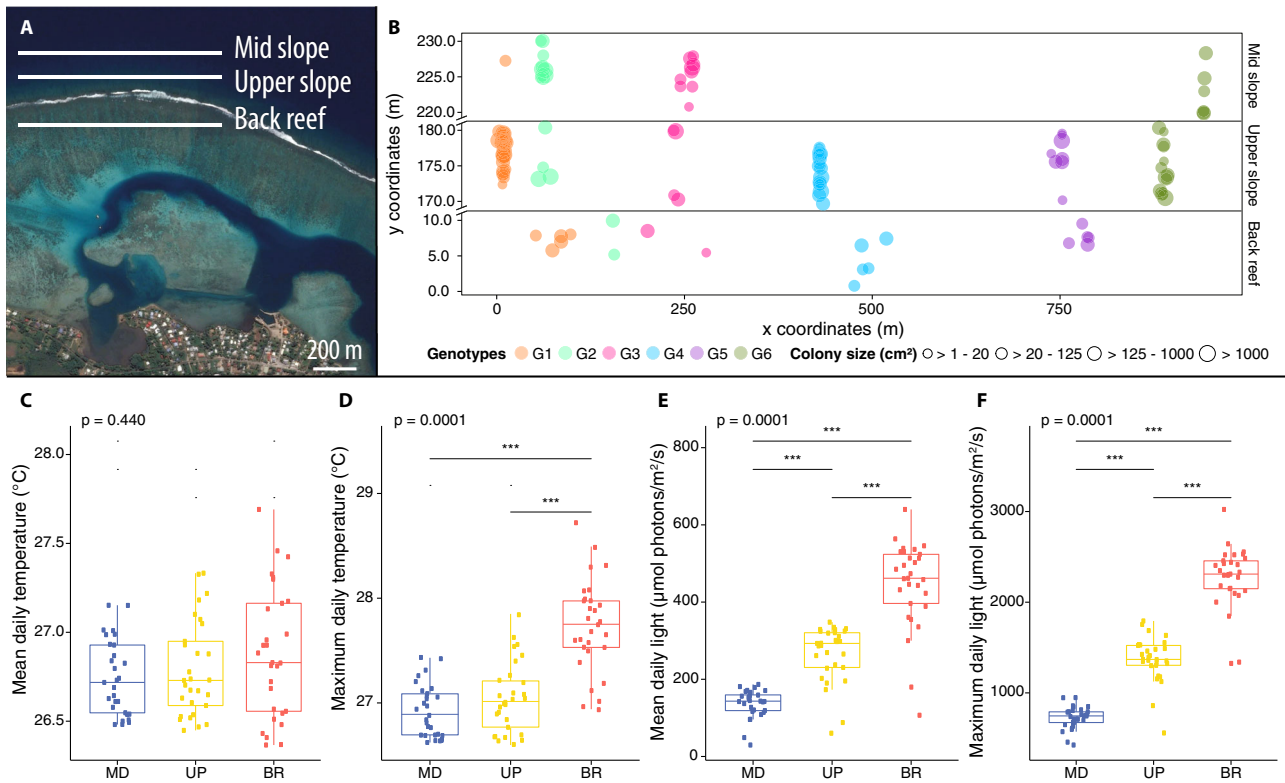 A
Mid slope
Upper slope
Back reef
200 m
B
y coordinates (m)
230.0
225.0
220.0
180.0
175.0
170.0
10.0
5.0
0.0
Mid slope
Upper slope
Back reef
0 250 500 750
x coordinates (m)
Genotypes G1 G2 G3 G4 G5 G6 Colony size (cm²) > 1 - 20 > 20 - 125 > 125 - 1000 > 1000
C
p = 0.440
Mean daily temperature (°C)
28.0
27.5
27.0
26.5
MD UP BR
D
p = 0.0001
Maximum daily temperature (°C)
***
***
29
28
27
MD UP BR
E
p = 0.0001
Mean daily light (µmol photons/m²/s)
***
***
***
800
600
400
200
0
MD UP BR
F
p = 0.0001
Maximum daily light (µmol photons/m²/s)
***
***
***
3000
2000
1000
MD UP BR